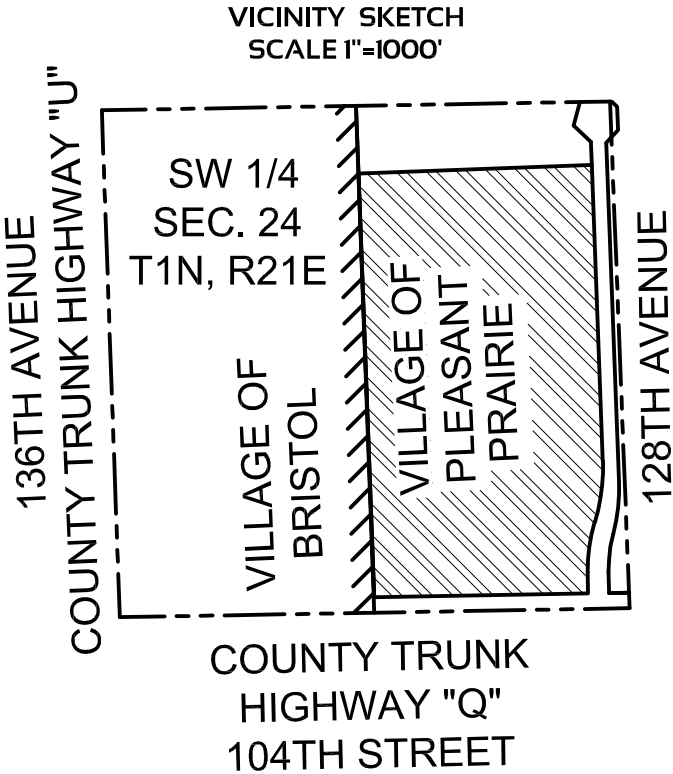 VICINITY SKETCH
SCALE 1"=1000'
136TH AVENUE
COUNTY TRUNK HIGHWAY "U"
SW 1/4
SEC. 24
T1N, R21E
VILLAGE OF
BRISTOL
VILLAGE OF
PLEASANT
PRAIRIE
128TH AVENUE
COUNTY TRUNK
HIGHWAY "Q"
104TH STREET